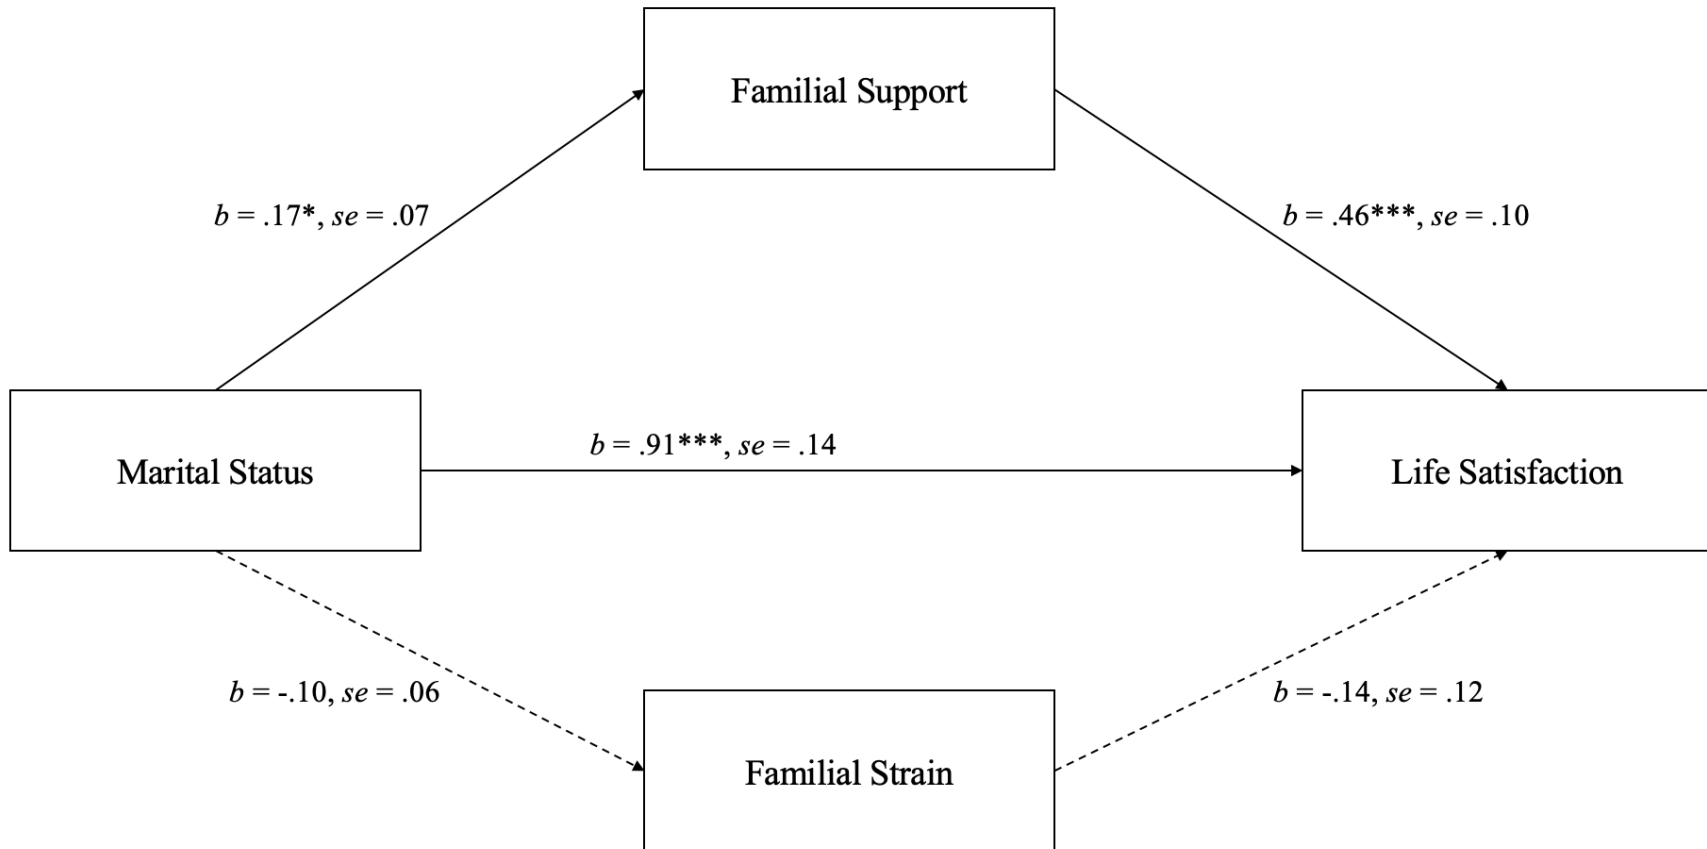 Familial Support
b = .17*, se = .07
b = .46***, se = .10
b = .91***, se = .14
Marital Status
Life Satisfaction
b = -.10, se = .06
b = -.14, se = .12
Familial Strain